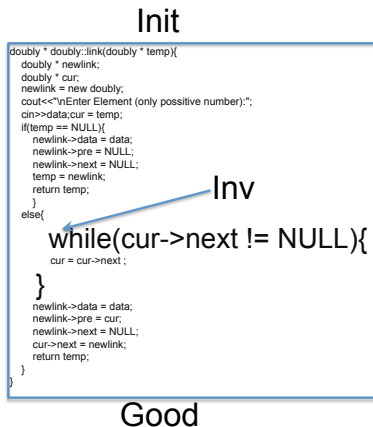 Init
doubly * doubly::link(doubly * temp){
doubly * newlink;
doubly * cur;
newlink = new doubly;
cout<<"\nEnter Element (only possitive number):";
cin>>data;cur = temp;
if(temp == NULL){
newlink->data = data;
newlink->pre = NULL;
newlink->next = NULL;
temp = newlink;
return temp;
}
Inv
else{
while(cur->next != NULL){
cur = cur->next ;
}
newlink->data = data;
newlink->pre = cur;
newlink->next = NULL;
cur->next = newlink;
return temp;
}
}
Good